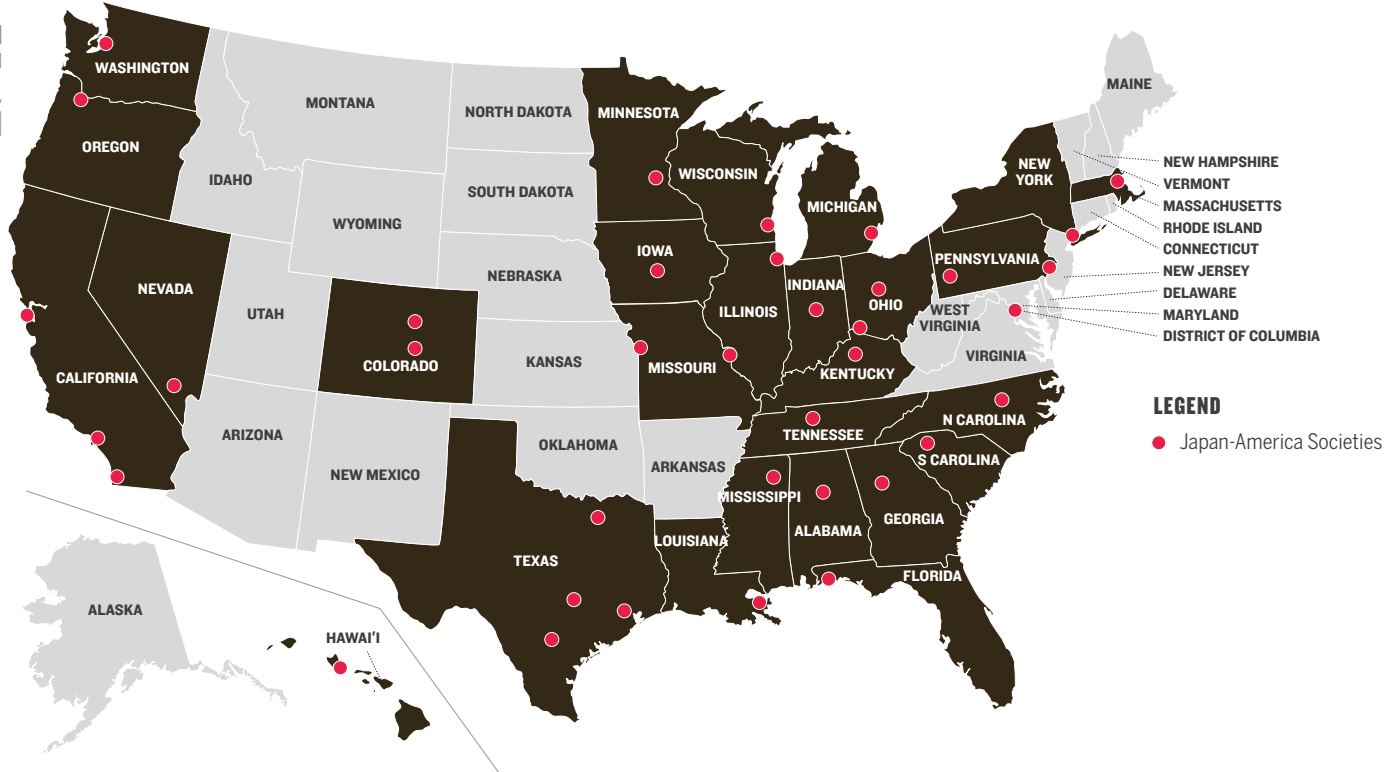 WASHINGTON
MONTANA
NORTH DAKOTA
MINNESOTA
MAINE
OREGON
IDAHO
SOUTH DAKOTA
WISCONSIN
MICHIGAN
NEW
YORK
NEW HAMPSHIRE
VERMONT
MASSACHUSETTS
RHODE ISLAND
CONNECTICUT
NEW JERSEY
DELAWARE
MARYLAND
DISTRICT OF COLUMBIA
WYOMING
IOWA
PENNSYLVANIA
NEVADA
NEBRASKA
INDIANA
OHIO
UTAH
ILLINOIS
WEST
VIRGINIA
VIRGINIA
COLORADO
KANSAS
MISSOURI
KENTUCKY
CALIFORNIA
N CAROLINA
LEGEND
Japan-America Societies
ARIZONA
OKLAHOMA
TENNESSEE
NEW MEXICO
ARKANSAS
S CAROLINA
MISSISSIPPI
GEORGIA
ALABAMA
LOUISIANA
TEXAS
FLORIDA
ALASKA
HAWAI'I